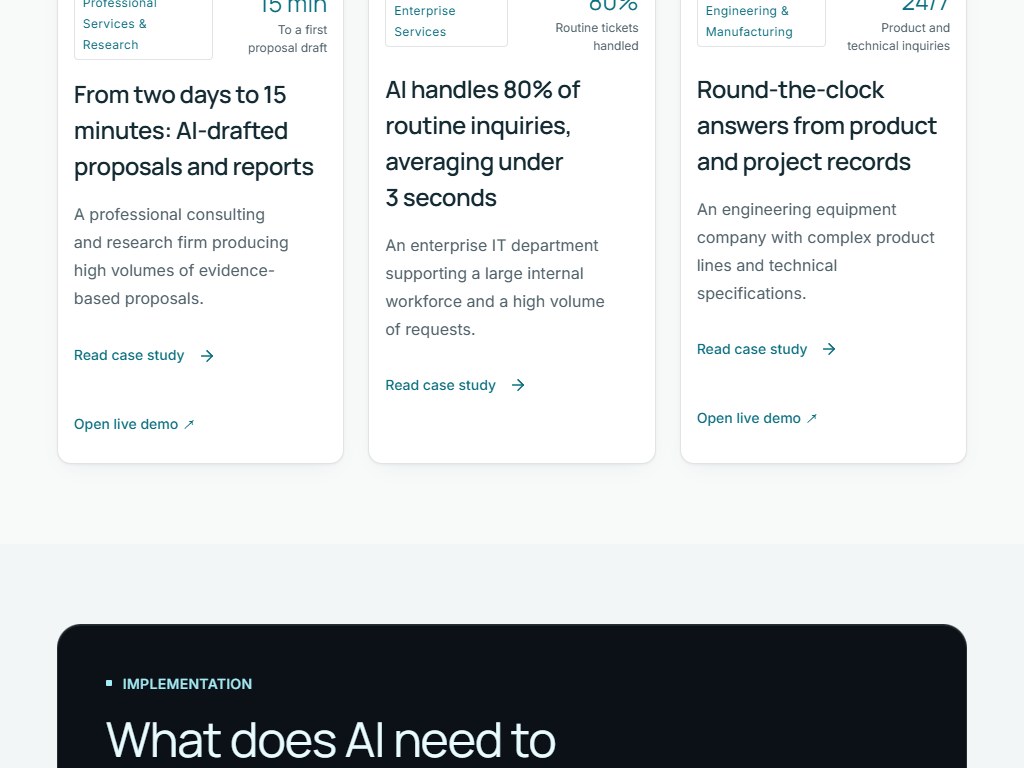 Professional
Services &
Research
15 min
To a first
proposal draft
From two days to 15
minutes: AI-drafted
proposals and reports
A professional consulting
and research firm producing
high volumes of evidence-
based proposals.
Read case study →
Open live demo ↗
Enterprise
Services
80%
Routine tickets
handled
AI handles 80% of
routine inquiries,
averaging under
3 seconds
An enterprise IT department
supporting a large internal
workforce and a high volume
of requests.
Read case study →
Engineering &
Manufacturing
24/7
Product and
technical inquiries
Round-the-clock
answers from product
and project records
An engineering equipment
company with complex product
lines and technical
specifications.
Read case study →
Open live demo ↗
IMPLEMENTATION
What does AI need to